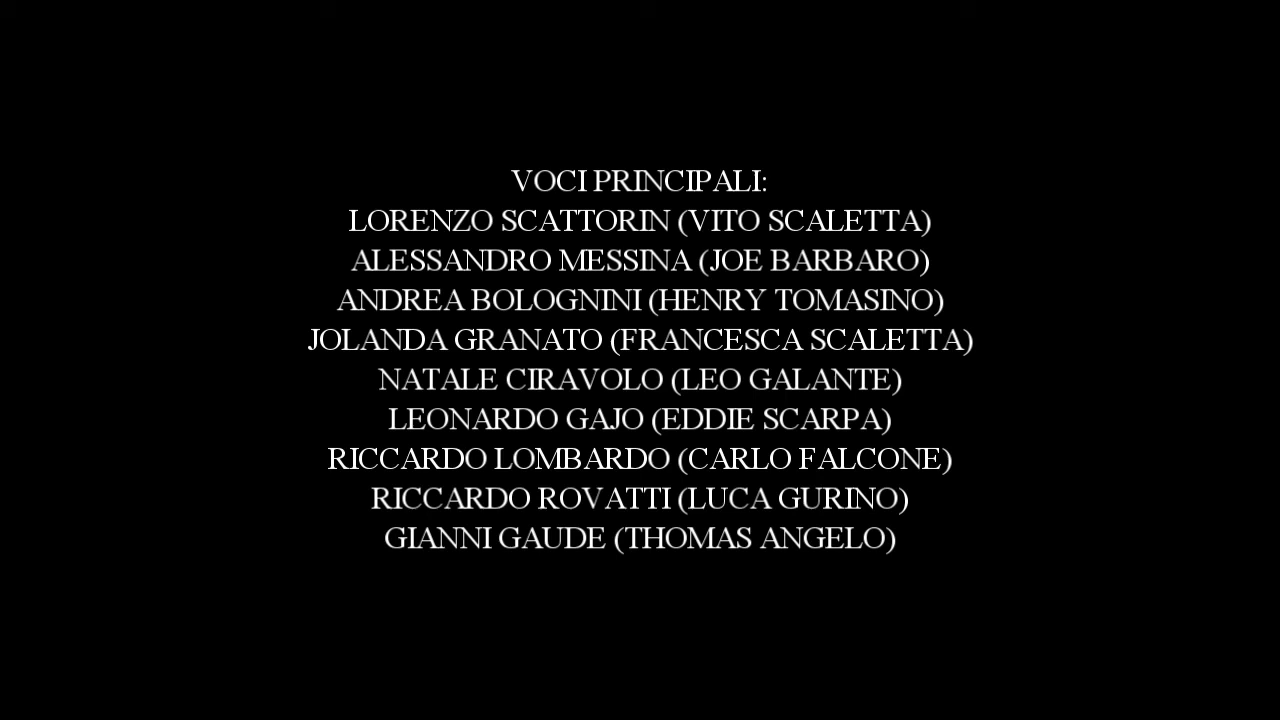 VOCI PRINCIPALI:
LORENZO SCATTORIN (VITO SCALETTA)
ALESSANDRO MESSINA (JOE BARBARO)
ANDREA BOLOGNINI (HENRY TOMASINO)
JOLANDA GRANATO (FRANCESCA SCALETTA)
NATALE CIRAVOLO (LEO GALANTE)
LEONARDO GAJO (EDDIE SCARPA)
RICCARDO LOMBARDO (CARLO FALCONE)
RICCARDO ROVATTI (LUCA GURINO)
GIANNI GAUDE (THOMAS ANGELO)